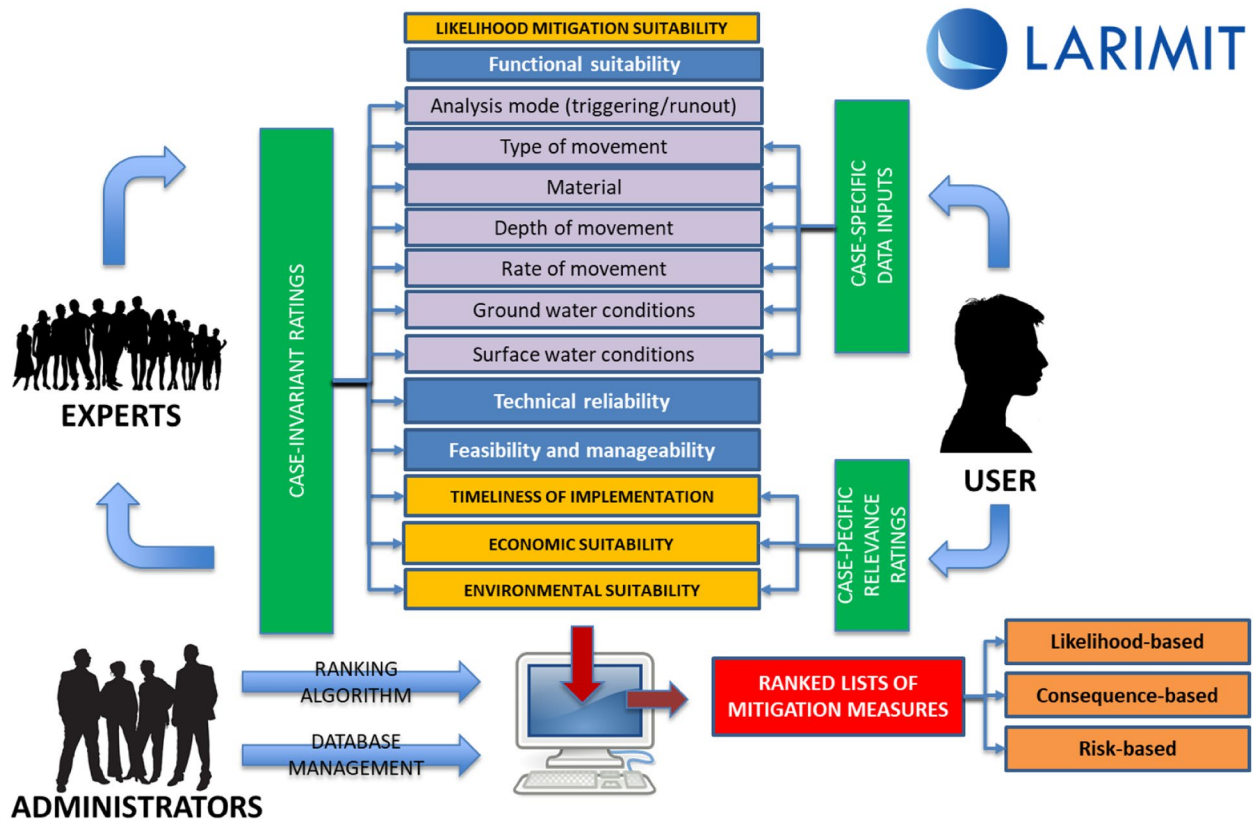 LIKELIHOOD MITIGATION SUITABILITY
LARIMIT
Functional suitability
Analysis mode (triggering/runout)
Type of movement
Material
Depth of movement
Rate of movement
Ground water conditions
Surface water conditions
Technical reliability
Feasibility and manageability
TIMELINESS OF IMPLEMENTATION
ECONOMIC SUITABILITY
ENVIRONMENTAL SUITABILITY
CASE-INVARIANT RATINGS
CASE-SPECIFIC
DATA INPUTS
CASE-PECIFIC
RELEVANCE
RATINGS
EXPERTS
USER
ADMINISTRATORS
RANKING
ALGORITHM
DATABASE
MANAGEMENT
RANKED LISTS OF
MITIGATION MEASURES
Likelihood-based
Consequence-based
Risk-based